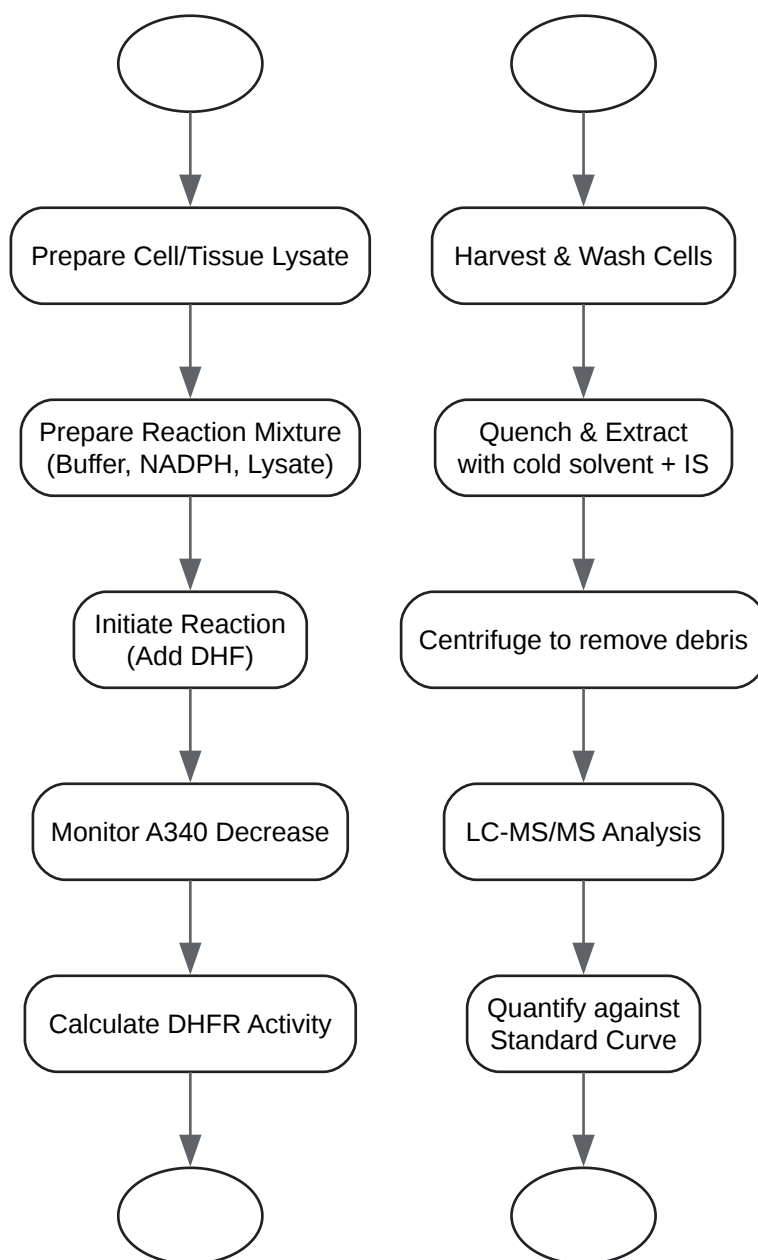 Prepare Cell/Tissue Lysate
Prepare Reaction Mixture
(Buffer, NADPH, Lysate)
Initiate Reaction
(Add DHF)
Monitor A340 Decrease
Calculate DHFR Activity
Harvest & Wash Cells
Quench & Extract
with cold solvent + IS
Centrifuge to remove debris
LC-MS/MS Analysis
Quantify against
Standard Curve